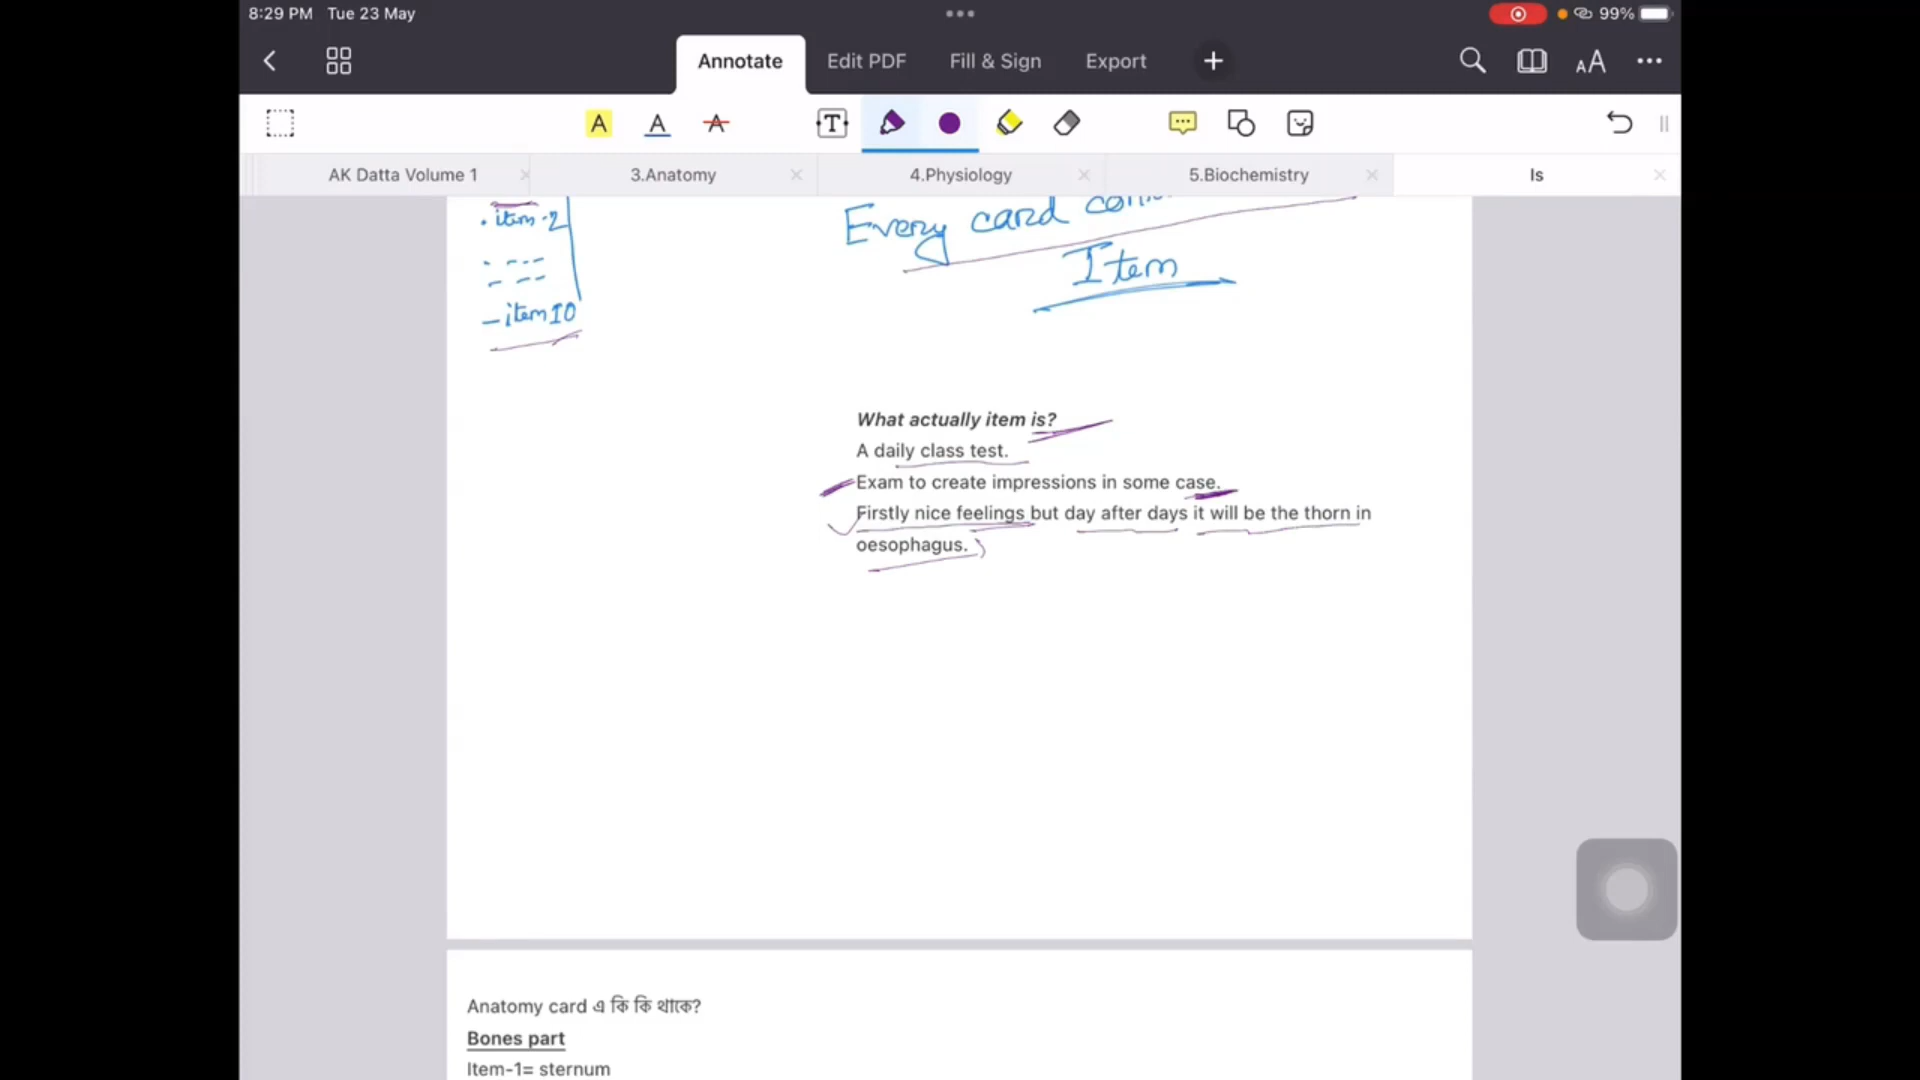 8:29 PM Tue 23 May
99%
Annotate Edit PDF Fill & Sign Export
AK Datta Volume 1 3.Anatomy 4.Physiology 5.Biochemistry Is
. item -2
- item 10
Every card
Item
What actually item is?
A daily class test.
Exam to create impressions in some case.
Firstly nice feelings but day after days it will be the thorn in
oesophagus.
Anatomy card এ কি কি থাকে?
Bones part
Item-1= sternum